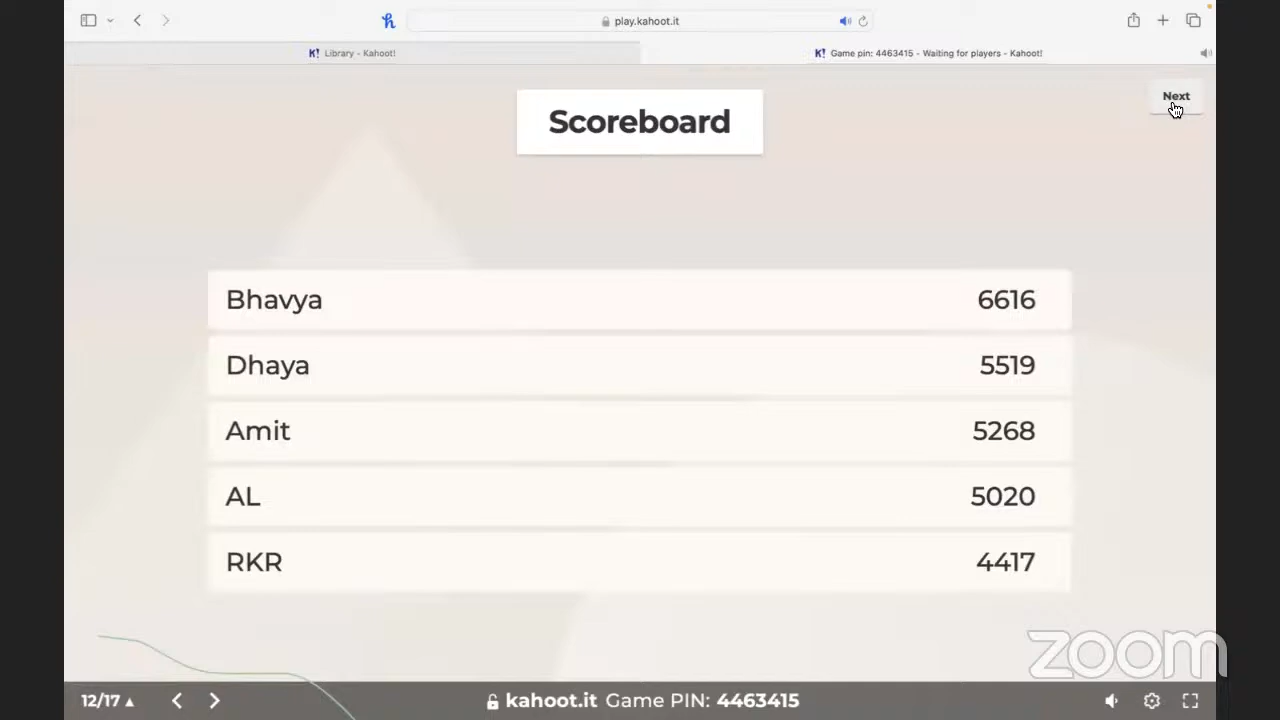 play.kahoot.it
K! Library - Kahoot!
K! Game pin: 4463415 - Waiting for players - Kahoot!
Next
Scoreboard
Bhavya 6616
Dhaya 5519
Amit 5268
AL 5020
RKR 4417
zoom
12/17
kahoot.it Game PIN: 4463415